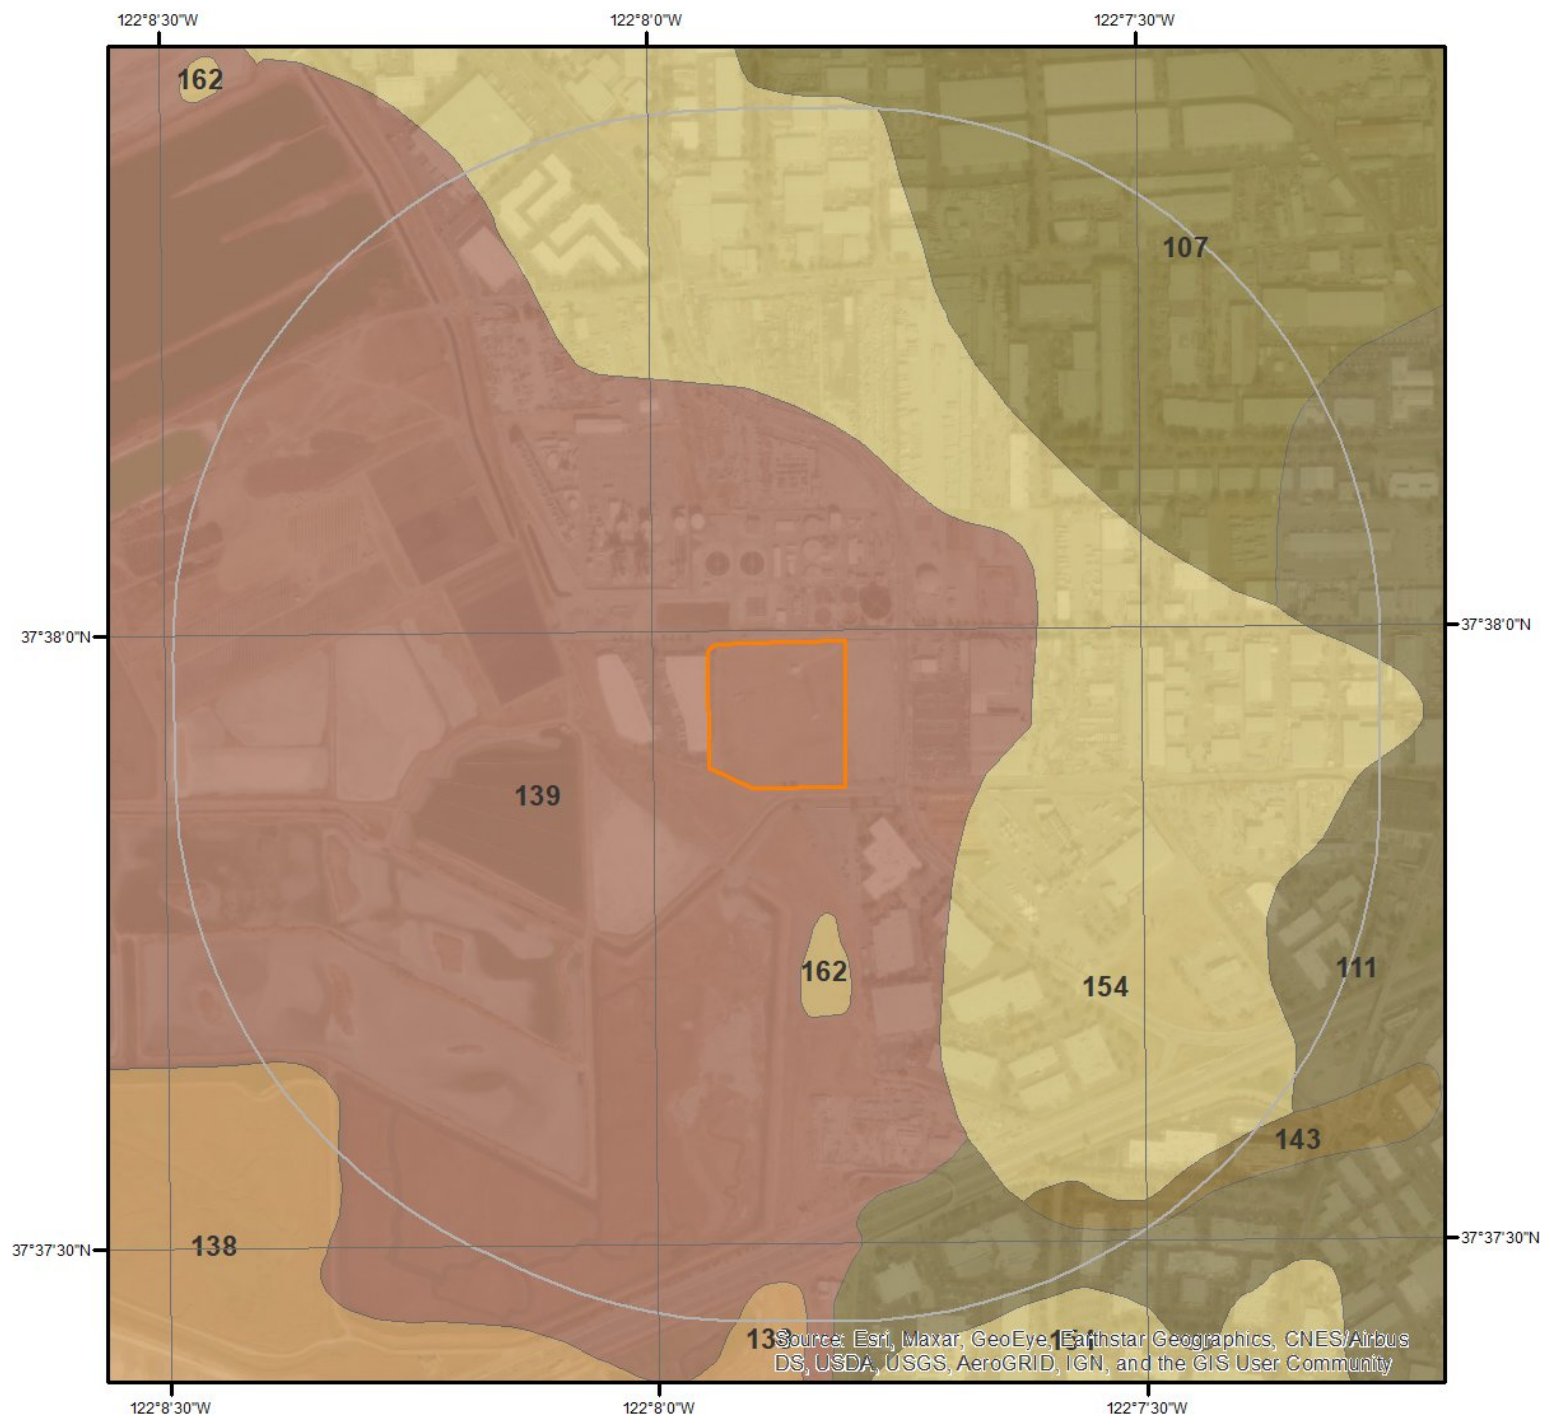 122°8'30"W 122°8'0"W 122°7'30"W
162
107
37°38'0"N 37°38'0"N
139
162
111
154
143
138
37°37'30"N 37°37'30"N
Source: Esri, Maxar, GeoEye, Earthstar Geographics, CNES/Airbus
DS, USDA, USGS, AeroGRID, IGN, and the GIS User Community
122°8'30"W 122°8'0"W 122°7'30"W